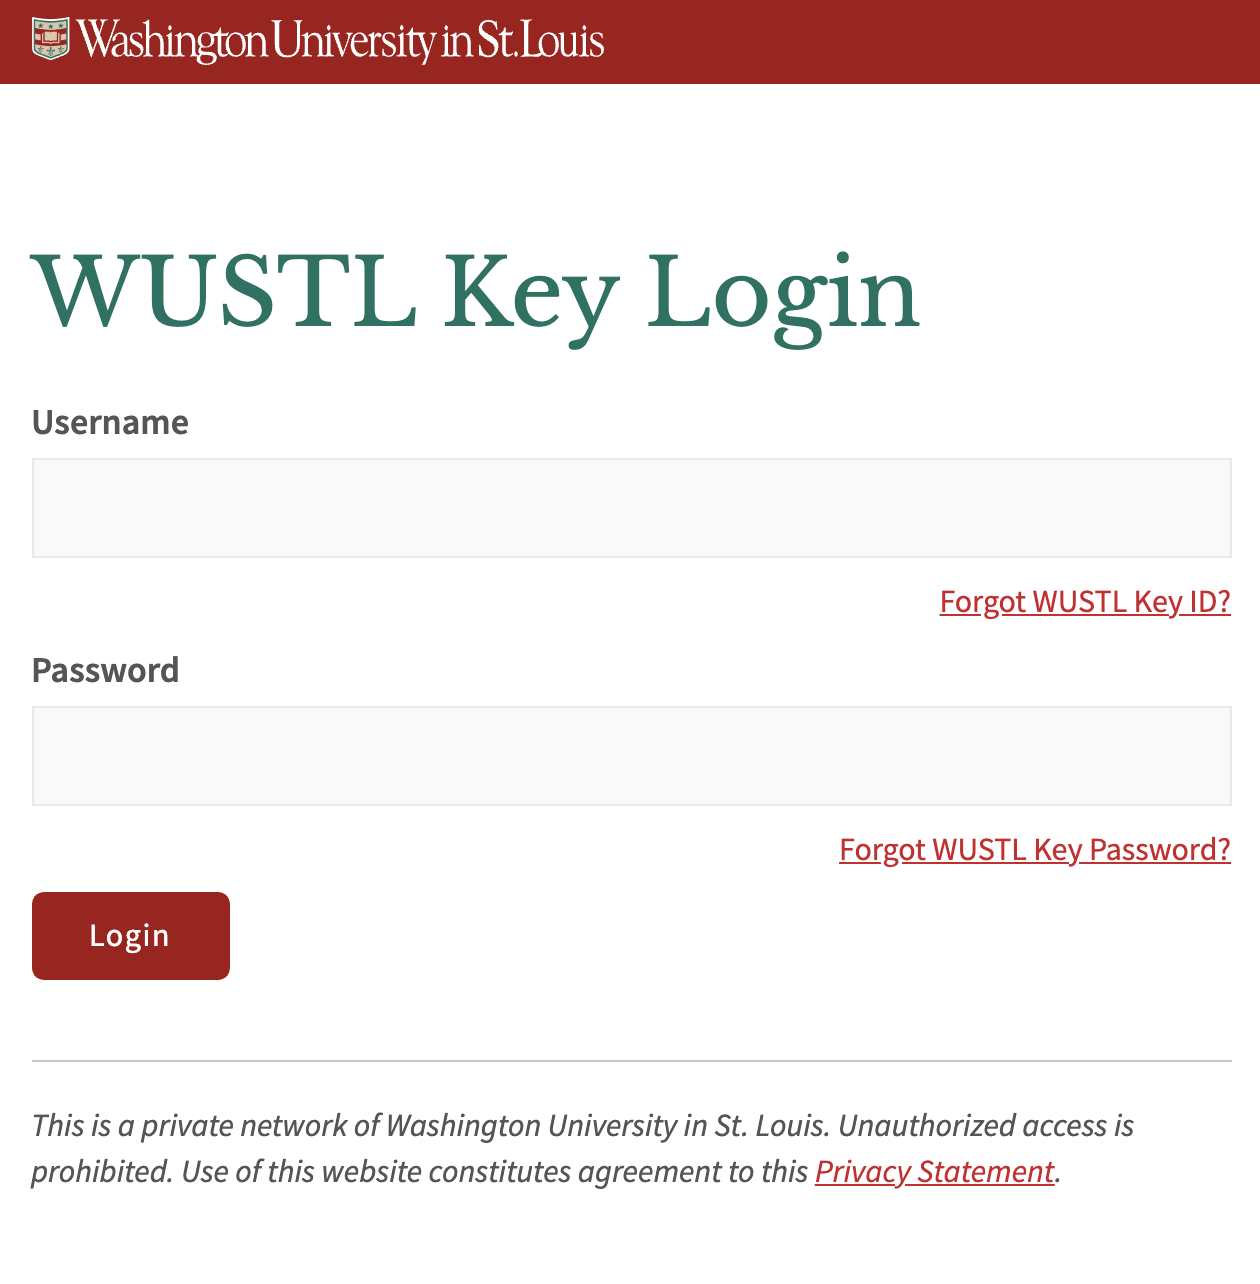 Washington University in St. Louis
WUSTL Key Login
Username
Forgot WUSTL Key ID?
Password
Forgot WUSTL Key Password?
Login
This is a private network of Washington University in St. Louis. Unauthorized access is
prohibited. Use of this website constitutes agreement to this Privacy Statement.